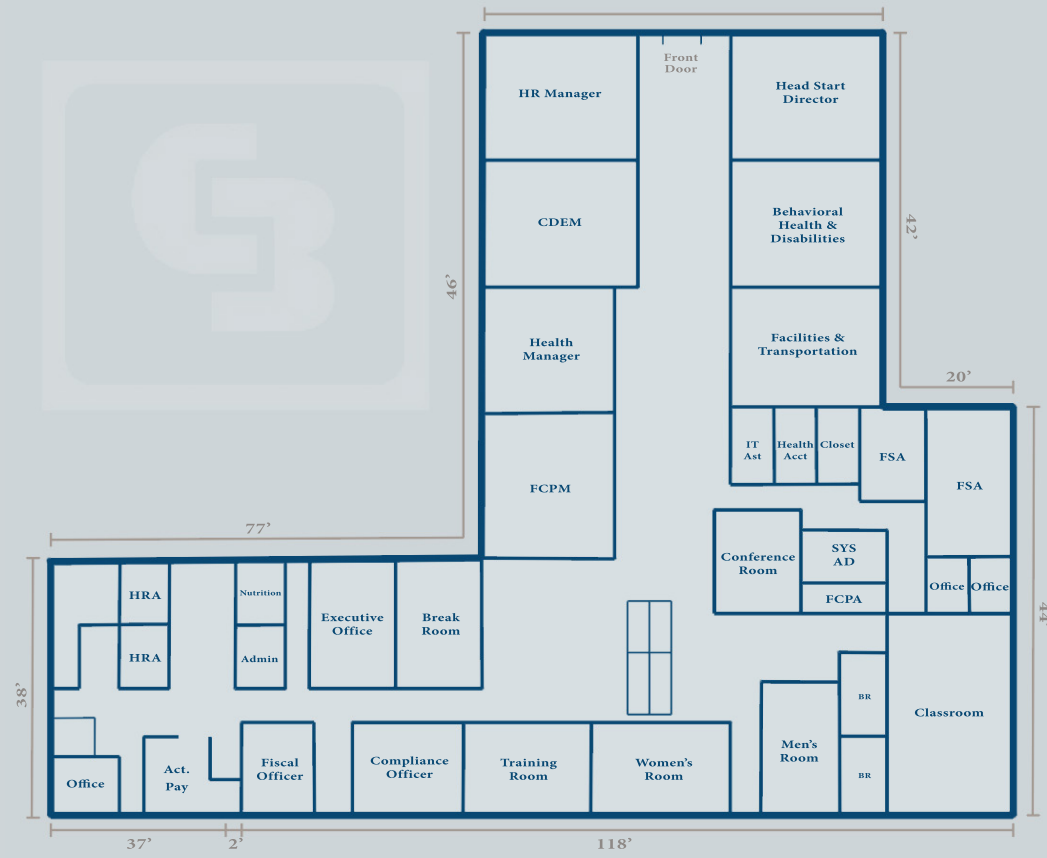 Front
Door
HR Manager
Head Start
Director
CDEM
Behavioral
Health &
Disabilities
42’
46’
Health
Manager
Facilities &
Transportation
20’
IT
Ast
Health
Acct
Closet
FSA
FSA
FCPM
77’
Conference
Room
SYS
AD
FCPA
Office
Office
44’
HRA
Nutrition
Executive
Office
Break
Room
HRA
Admin
38’
BR
Classroom
Office
Act.
Pay
Fiscal
Officer
Compliance
Officer
Training
Room
Women’s
Room
Men’s
Room
BR
37’
2’
118’